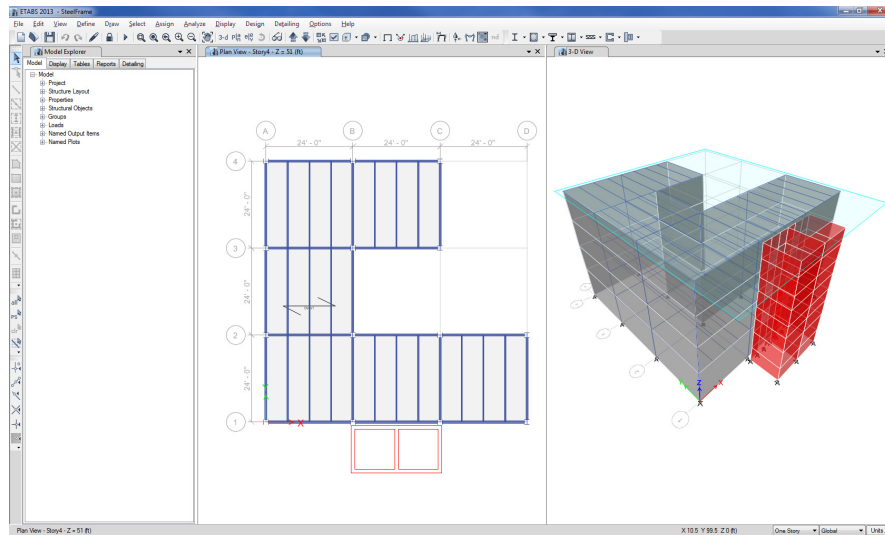 ETABS 2013 - SteelFrame
File Edit View Define Draw Select Assign Analyze Display Design Detailing Options Help
3-d
Model Explorer
Plan View - Story4 - Z = 51 (ft)
3-D View
Model Display Tables Reports Detailing
Model
Project
Structure Layout
Properties
Structural Objects
Groups
Loads
Named Output Items
Named Plots
A B C D
24' - 0" 24' - 0" 24' - 0"
4
24' - 0"
3
24' - 0"
2
24' - 0"
1
X
Z
Y X
all
Plan View - Story4 - Z = 51 (ft)
X 10.5 Y 99.5 Z 0 (ft)
One Story
Global
Units...